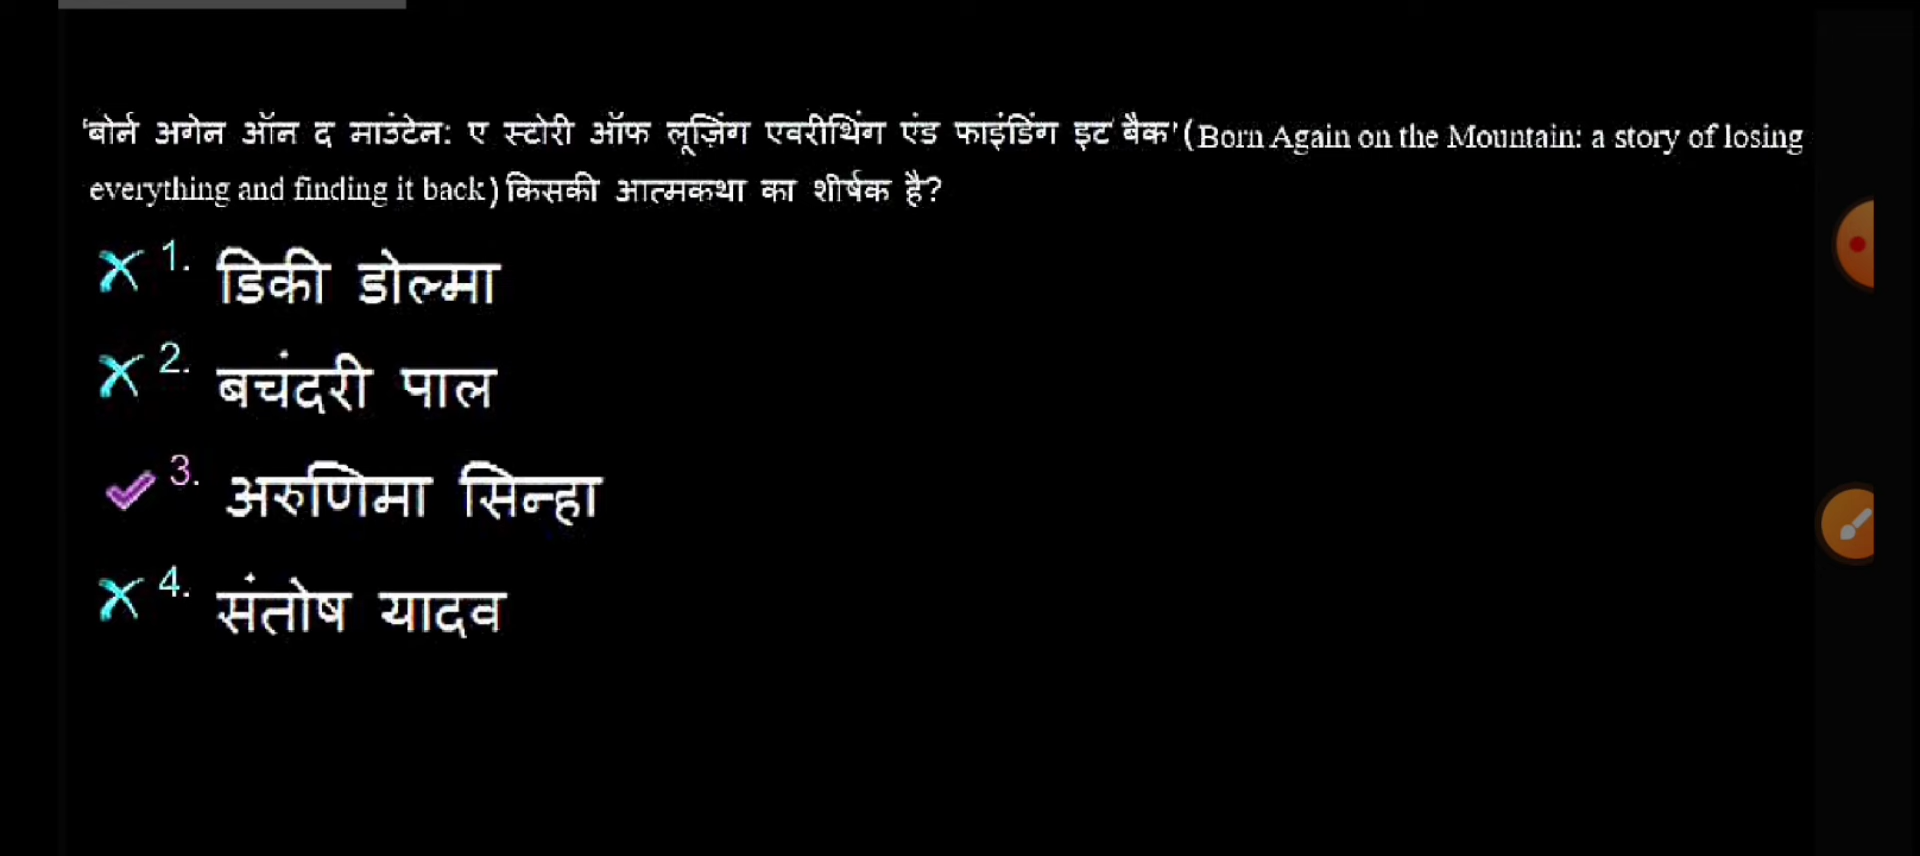 'बोर्न अगेन ऑन द माउंटेन: ए स्टोरी ऑफ लूज़िंग एवरीथिंग एंड फाइंडिंग इट बैक' (Born Again on the Mountain: a story of losing
everything and finding it back) किसकी आत्मकथा का शीर्षक है?
1. डिकी डोल्मा
2. बचंदरी पाल
3. अरुणिमा सिन्हा
4. संतोष यादव